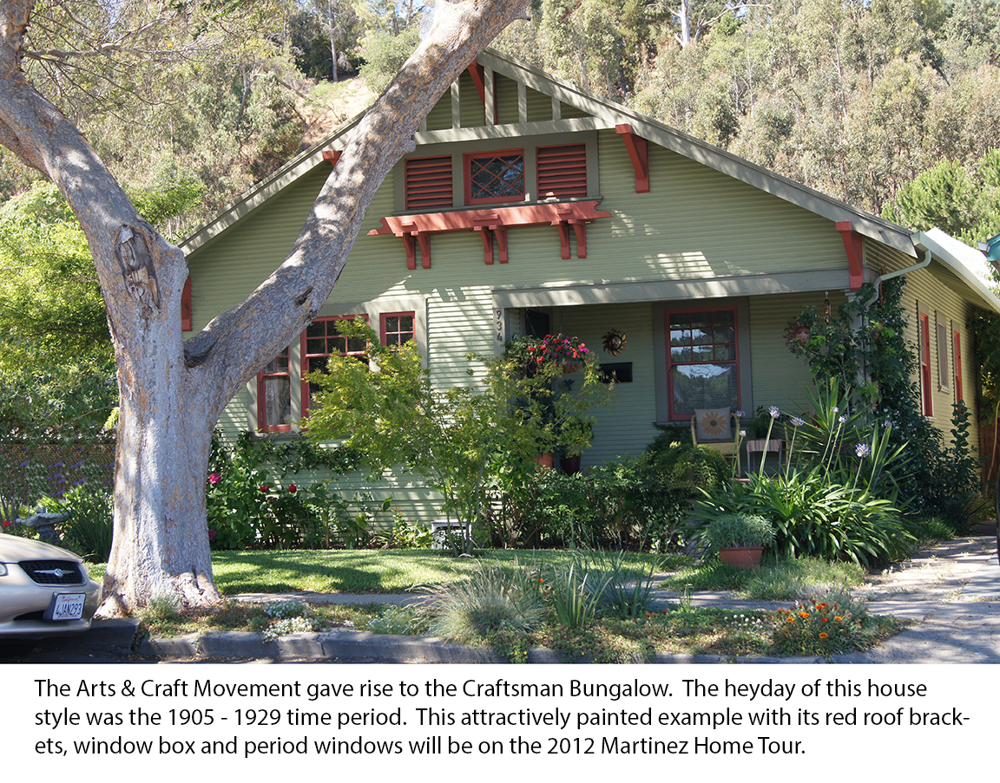 934
California
4JAN293
The Arts & Craft Movement gave rise to the Craftsman Bungalow.  The heyday of this house
style was the 1905 - 1929 time period.  This attractively painted example with its red roof brack-
ets, window box and period windows will be on the 2012 Martinez Home Tour.